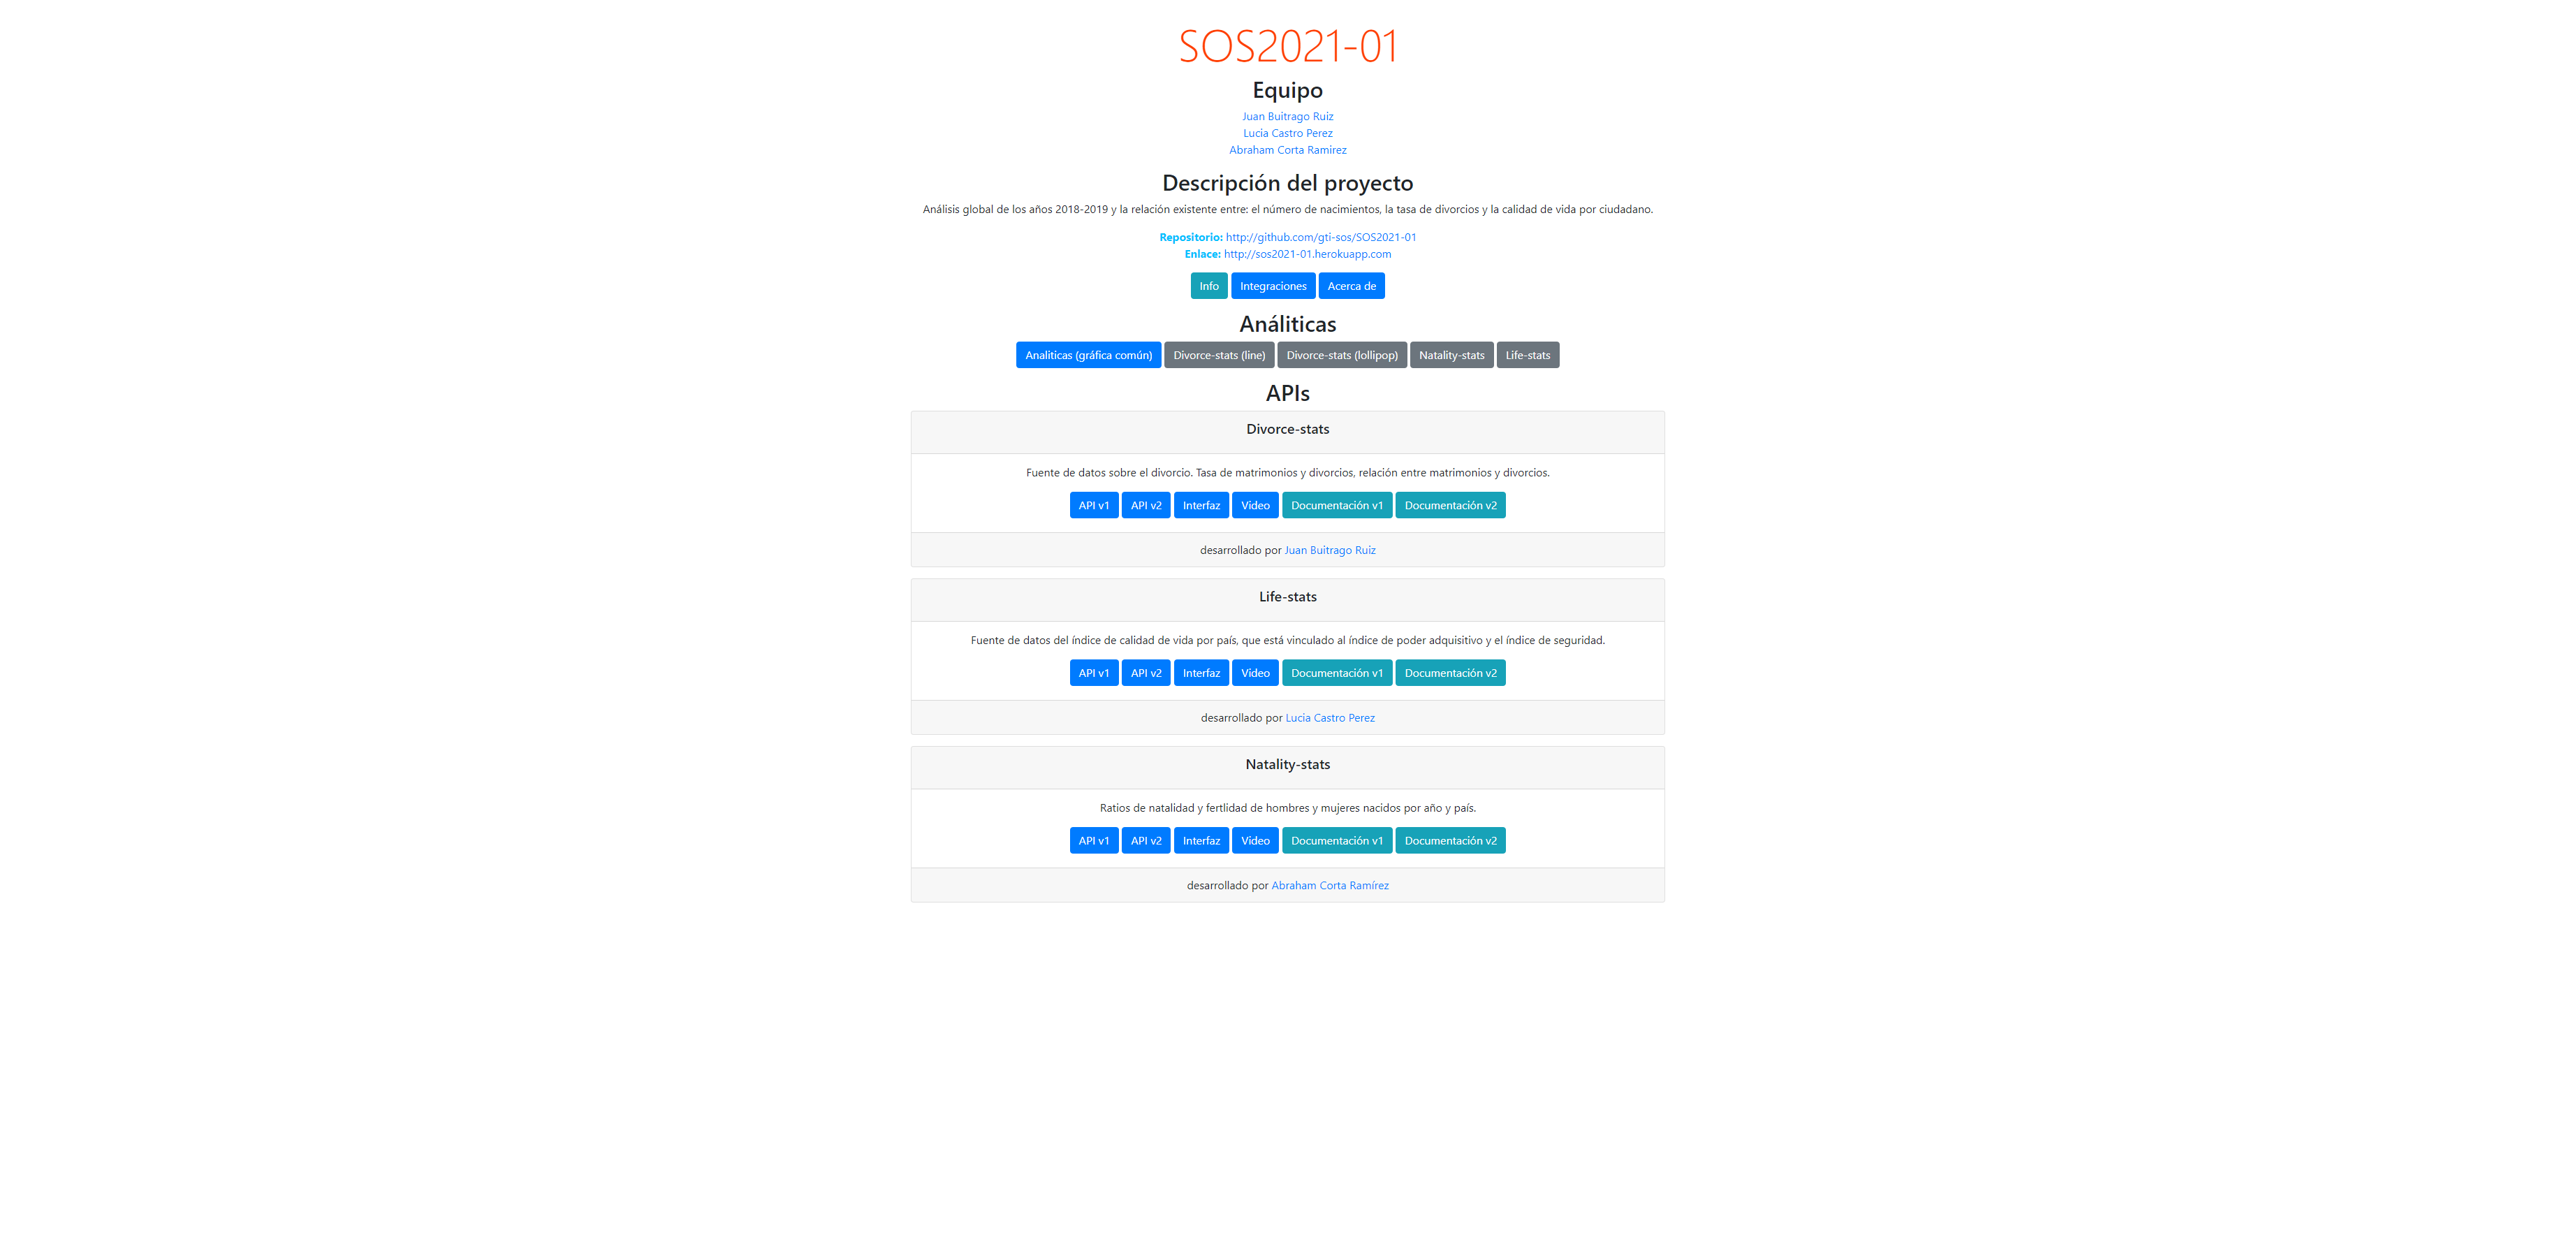 SOS2021-01
Equipo
Juan Buitrago Ruiz
Lucia Castro Perez
Abraham Corta Ramirez
Descripción del proyecto
Análisis global de los años 2018-2019 y la relación existente entre: el número de nacimientos, la tasa de divorcios y la calidad de vida por ciudadano.
Repositorio: http://github.com/gti-sos/SOS2021-01
Enlace: http://sos2021-01.herokuapp.com
Info Integraciones Acerca de
Análiticas
Analiticas (gráfica común) Divorce-stats (line) Divorce-stats (lollipop) Natality-stats Life-stats
APIs
Divorce-stats
Fuente de datos sobre el divorcio. Tasa de matrimonios y divorcios, relación entre matrimonios y divorcios.
API v1 API v2 Interfaz Video Documentación v1 Documentación v2
desarrollado por Juan Buitrago Ruiz
Life-stats
Fuente de datos del índice de calidad de vida por país, que está vinculado al índice de poder adquisitivo y el índice de seguridad.
API v1 API v2 Interfaz Video Documentación v1 Documentación v2
desarrollado por Lucia Castro Perez
Natality-stats
Ratios de natalidad y fertlidad de hombres y mujeres nacidos por año y país.
API v1 API v2 Interfaz Video Documentación v1 Documentación v2
desarrollado por Abraham Corta Ramírez